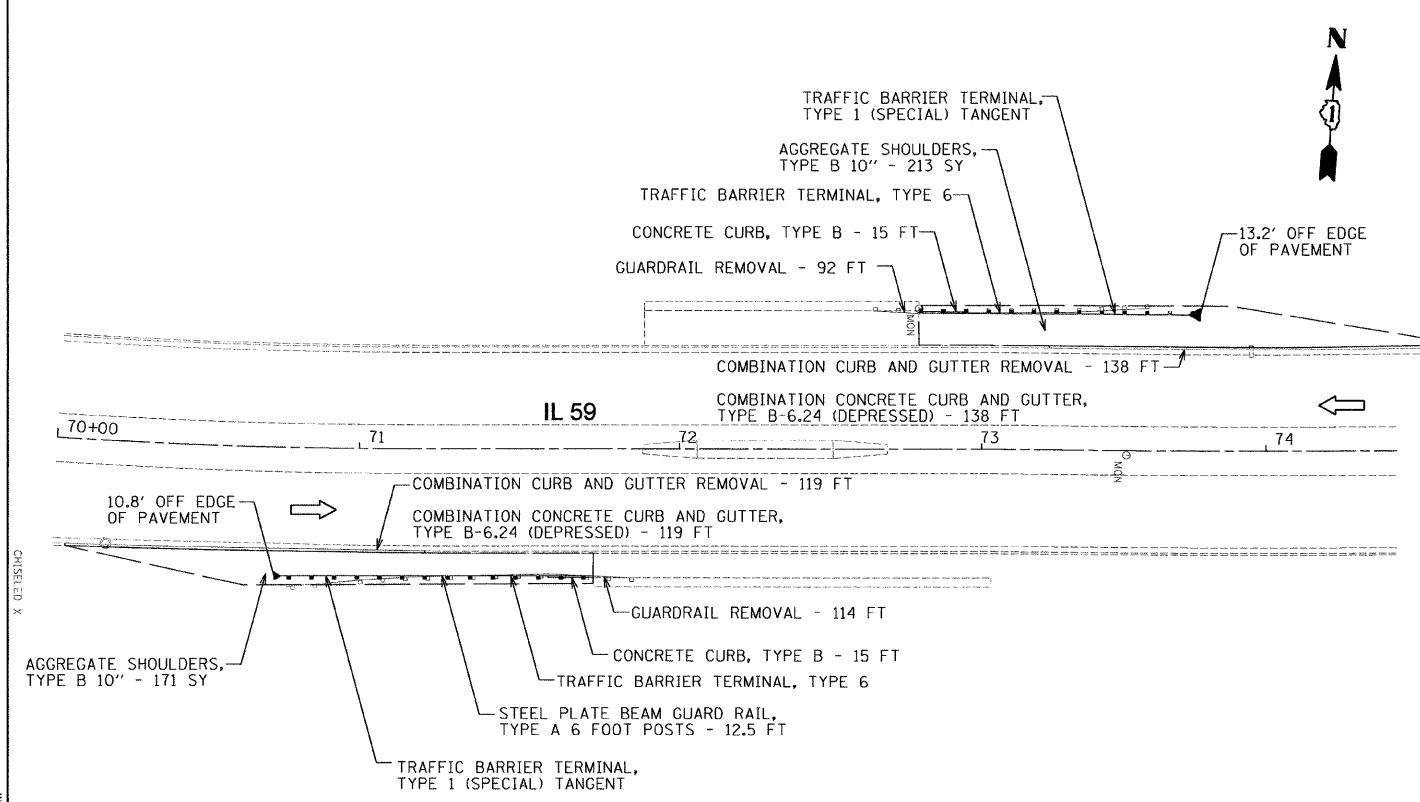 N
1
TRAFFIC BARRIER TERMINAL,
TYPE 1 (SPECIAL) TANGENT
AGGREGATE SHOULDERS,
TYPE B 10'' - 213 SY
TRAFFIC BARRIER TERMINAL, TYPE 6
CONCRETE CURB, TYPE B - 15 FT
GUARDRAIL REMOVAL - 92 FT
13.2' OFF EDGE
OF PAVEMENT
MON
COMBINATION CURB AND GUTTER REMOVAL - 138 FT
COMBINATION CONCRETE CURB AND GUTTER,
TYPE B-6.24 (DEPRESSED) - 138 FT
IL 59
70+00
71
72
73
74
MON
COMBINATION CURB AND GUTTER REMOVAL - 119 FT
10.8' OFF EDGE
OF PAVEMENT
COMBINATION CONCRETE CURB AND GUTTER,
TYPE B-6.24 (DEPRESSED) - 119 FT
CHISELED X
GUARDRAIL REMOVAL - 114 FT
CONCRETE CURB, TYPE B - 15 FT
AGGREGATE SHOULDERS,
TYPE B 10'' - 171 SY
TRAFFIC BARRIER TERMINAL, TYPE 6
STEEL PLATE BEAM GUARD RAIL,
TYPE A 6 FOOT POSTS - 12.5 FT
TRAFFIC BARRIER TERMINAL,
TYPE 1 (SPECIAL) TANGENT